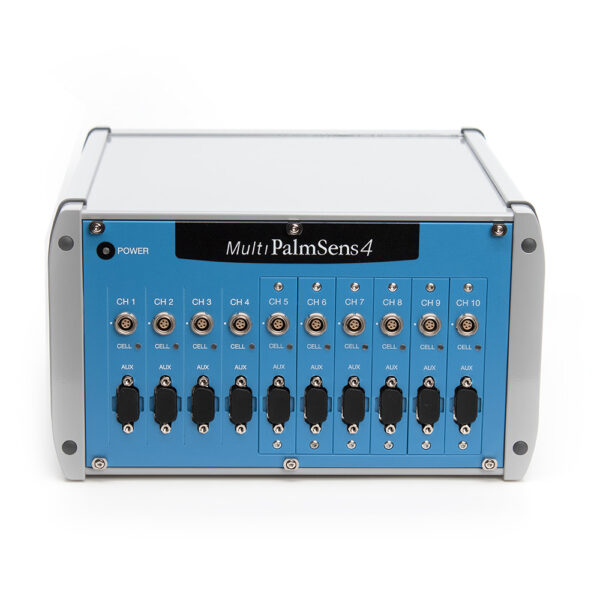 MultiPalmSens4
POWER
CH 1 CH 2 CH 3 CH 4 CH 5 CH 6 CH 7 CH 8 CH 9 CH 10
CELL CELL CELL CELL CELL CELL CELL CELL CELL CELL
AUX AUX AUX AUX AUX AUX AUX AUX AUX AUX